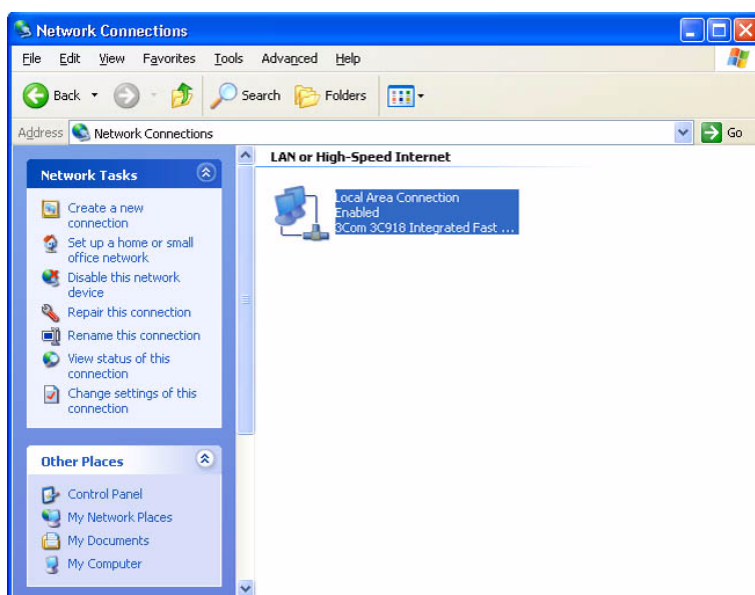 Network Connections
File Edit View Favorites Tools Advanced Help
Back Search Folders
Address Network Connections Go
Network Tasks
Create a new
connection
Set up a home or small
office network
Disable this network
device
Repair this connection
Rename this connection
View status of this
connection
Change settings of this
connection
Other Places
Control Panel
My Network Places
My Documents
My Computer
LAN or High-Speed Internet
Local Area Connection
Enabled
3Com 3C918 Integrated Fast ...